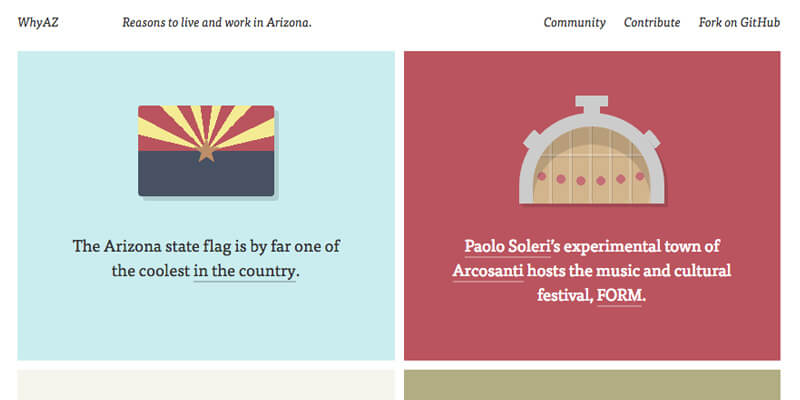 WhyAZ Reasons to live and work in Arizona. Community Contribute Fork on GitHub
The Arizona state flag is by far one of
the coolest in the country.
Paolo Soleri's experimental town of
Arcosanti hosts the music and cultural
festival, FORM.